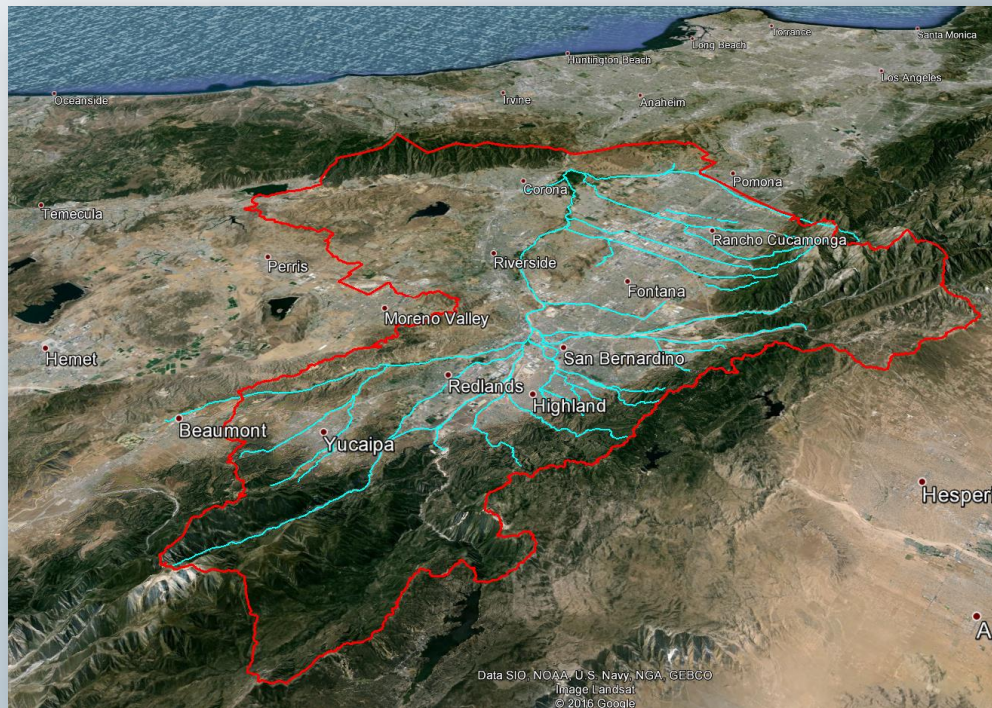 Torrance
Santa Monica
Long Beach
Huntington Beach
Los Angeles
Oceanside
Irvine
Anaheim
Pomona
Corona
Temecula
Rancho Cucamonga
Riverside
Perris
Fontana
Moreno Valley
Hemet
San Bernardino
Redlands
Highland
Beaumont
Yucaipa
Hesperi
A
Data SIO, NOAA, U.S. Navy, NGA, GEBCO
Image Landsat
© 2016 Google